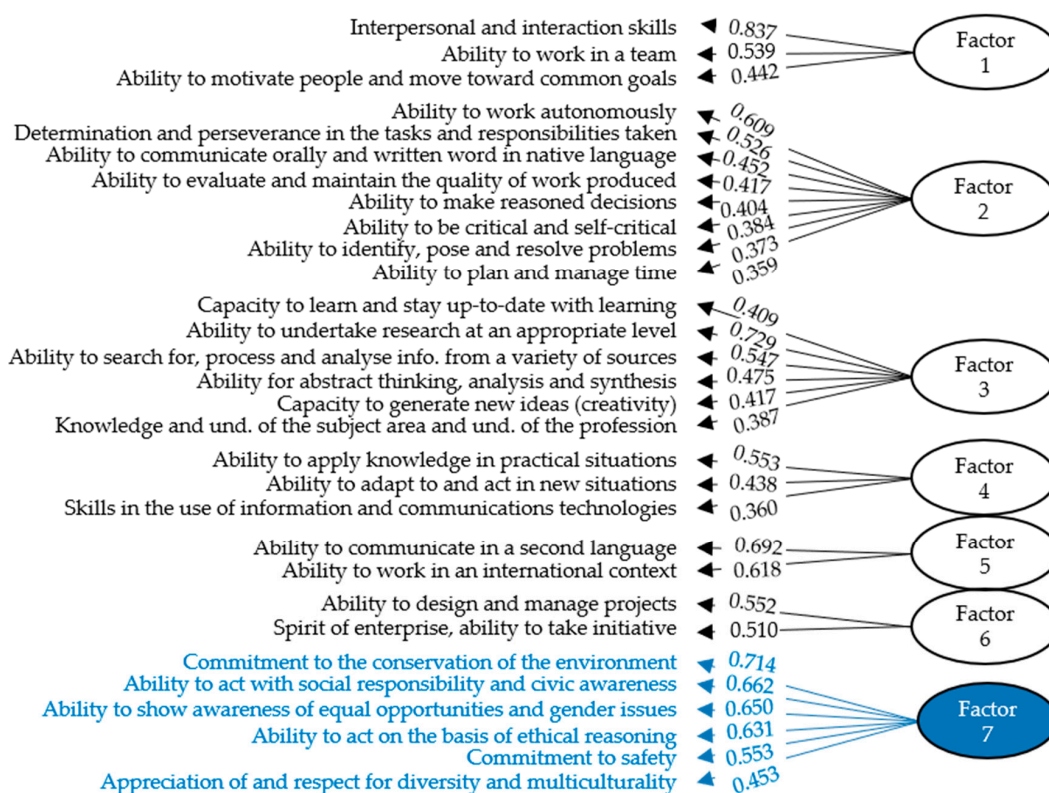 Interpersonal and interaction skills 0.837
Ability to work in a team 0.539
Ability to motivate people and move toward common goals 0.442
Factor 1
Ability to work autonomously 0.609
Determination and perseverance in the tasks and responsibilities taken 0.526
Ability to communicate orally and written word in native language 0.452
Ability to evaluate and maintain the quality of work produced 0.417
Ability to make reasoned decisions 0.404
Ability to be critical and self-critical 0.384
Ability to identify, pose and resolve problems 0.373
Ability to plan and manage time 0.359
Factor 2
Capacity to learn and stay up-to-date with learning 0.409
Ability to undertake research at an appropriate level 0.729
Ability to search for, process and analyse info. from a variety of sources 0.547
Ability for abstract thinking, analysis and synthesis 0.475
Capacity to generate new ideas (creativity) 0.417
Knowledge and und. of the subject area and und. of the profession 0.387
Factor 3
Ability to apply knowledge in practical situations 0.553
Ability to adapt to and act in new situations 0.438
Skills in the use of information and communications technologies 0.360
Factor 4
Ability to communicate in a second language 0.692
Ability to work in an international context 0.618
Factor 5
Ability to design and manage projects 0.552
Spirit of enterprise, ability to take initiative 0.510
Factor 6
Commitment to the conservation of the environment 0.714
Ability to act with social responsibility and civic awareness 0.662
Ability to show awareness of equal opportunities and gender issues 0.650
Ability to act on the basis of ethical reasoning 0.631
Commitment to safety 0.553
Appreciation of and respect for diversity and multiculturality 0.453
Factor 7